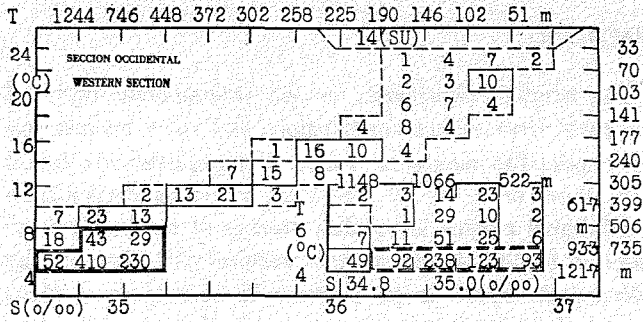 T 1244 746 448 372 302 258 225 190 146 102 51 m
14(SU)
24 SECCION OCCIDENTAL 1 4 7 2 33
(°C) WESTERN SECTION 2 3 10 70
20 6 7 4 103
4 8 4 141
16 1 16 10 4 177
7 15 8 240
12 1148 1066 522 m 305
2 13 21 3 T 2 3 14 23 3 617 399
7 23 13 6 1 29 10 2 m 506
8 18 43 29 (°C) 7 11 51 25 6 933 735
52 410 230 49 92 238 123 93 1217 m
4 4 S 34.8 35.0(o/oo)
S(o/oo) 35 36 37